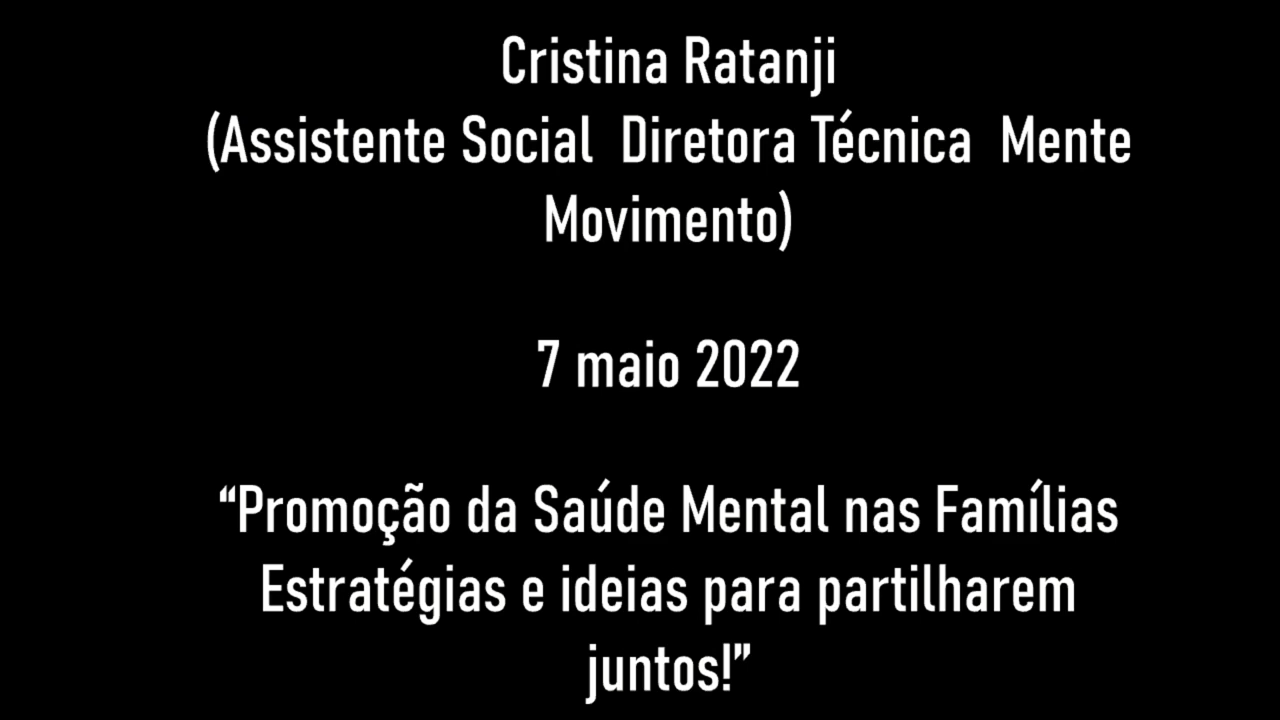 Cristina Ratanji
(Assistente Social  Diretora Técnica  Mente
Movimento)
7 maio 2022
“Promoção da Saúde Mental nas Famílias
Estratégias e ideias para partilharem
juntos!”